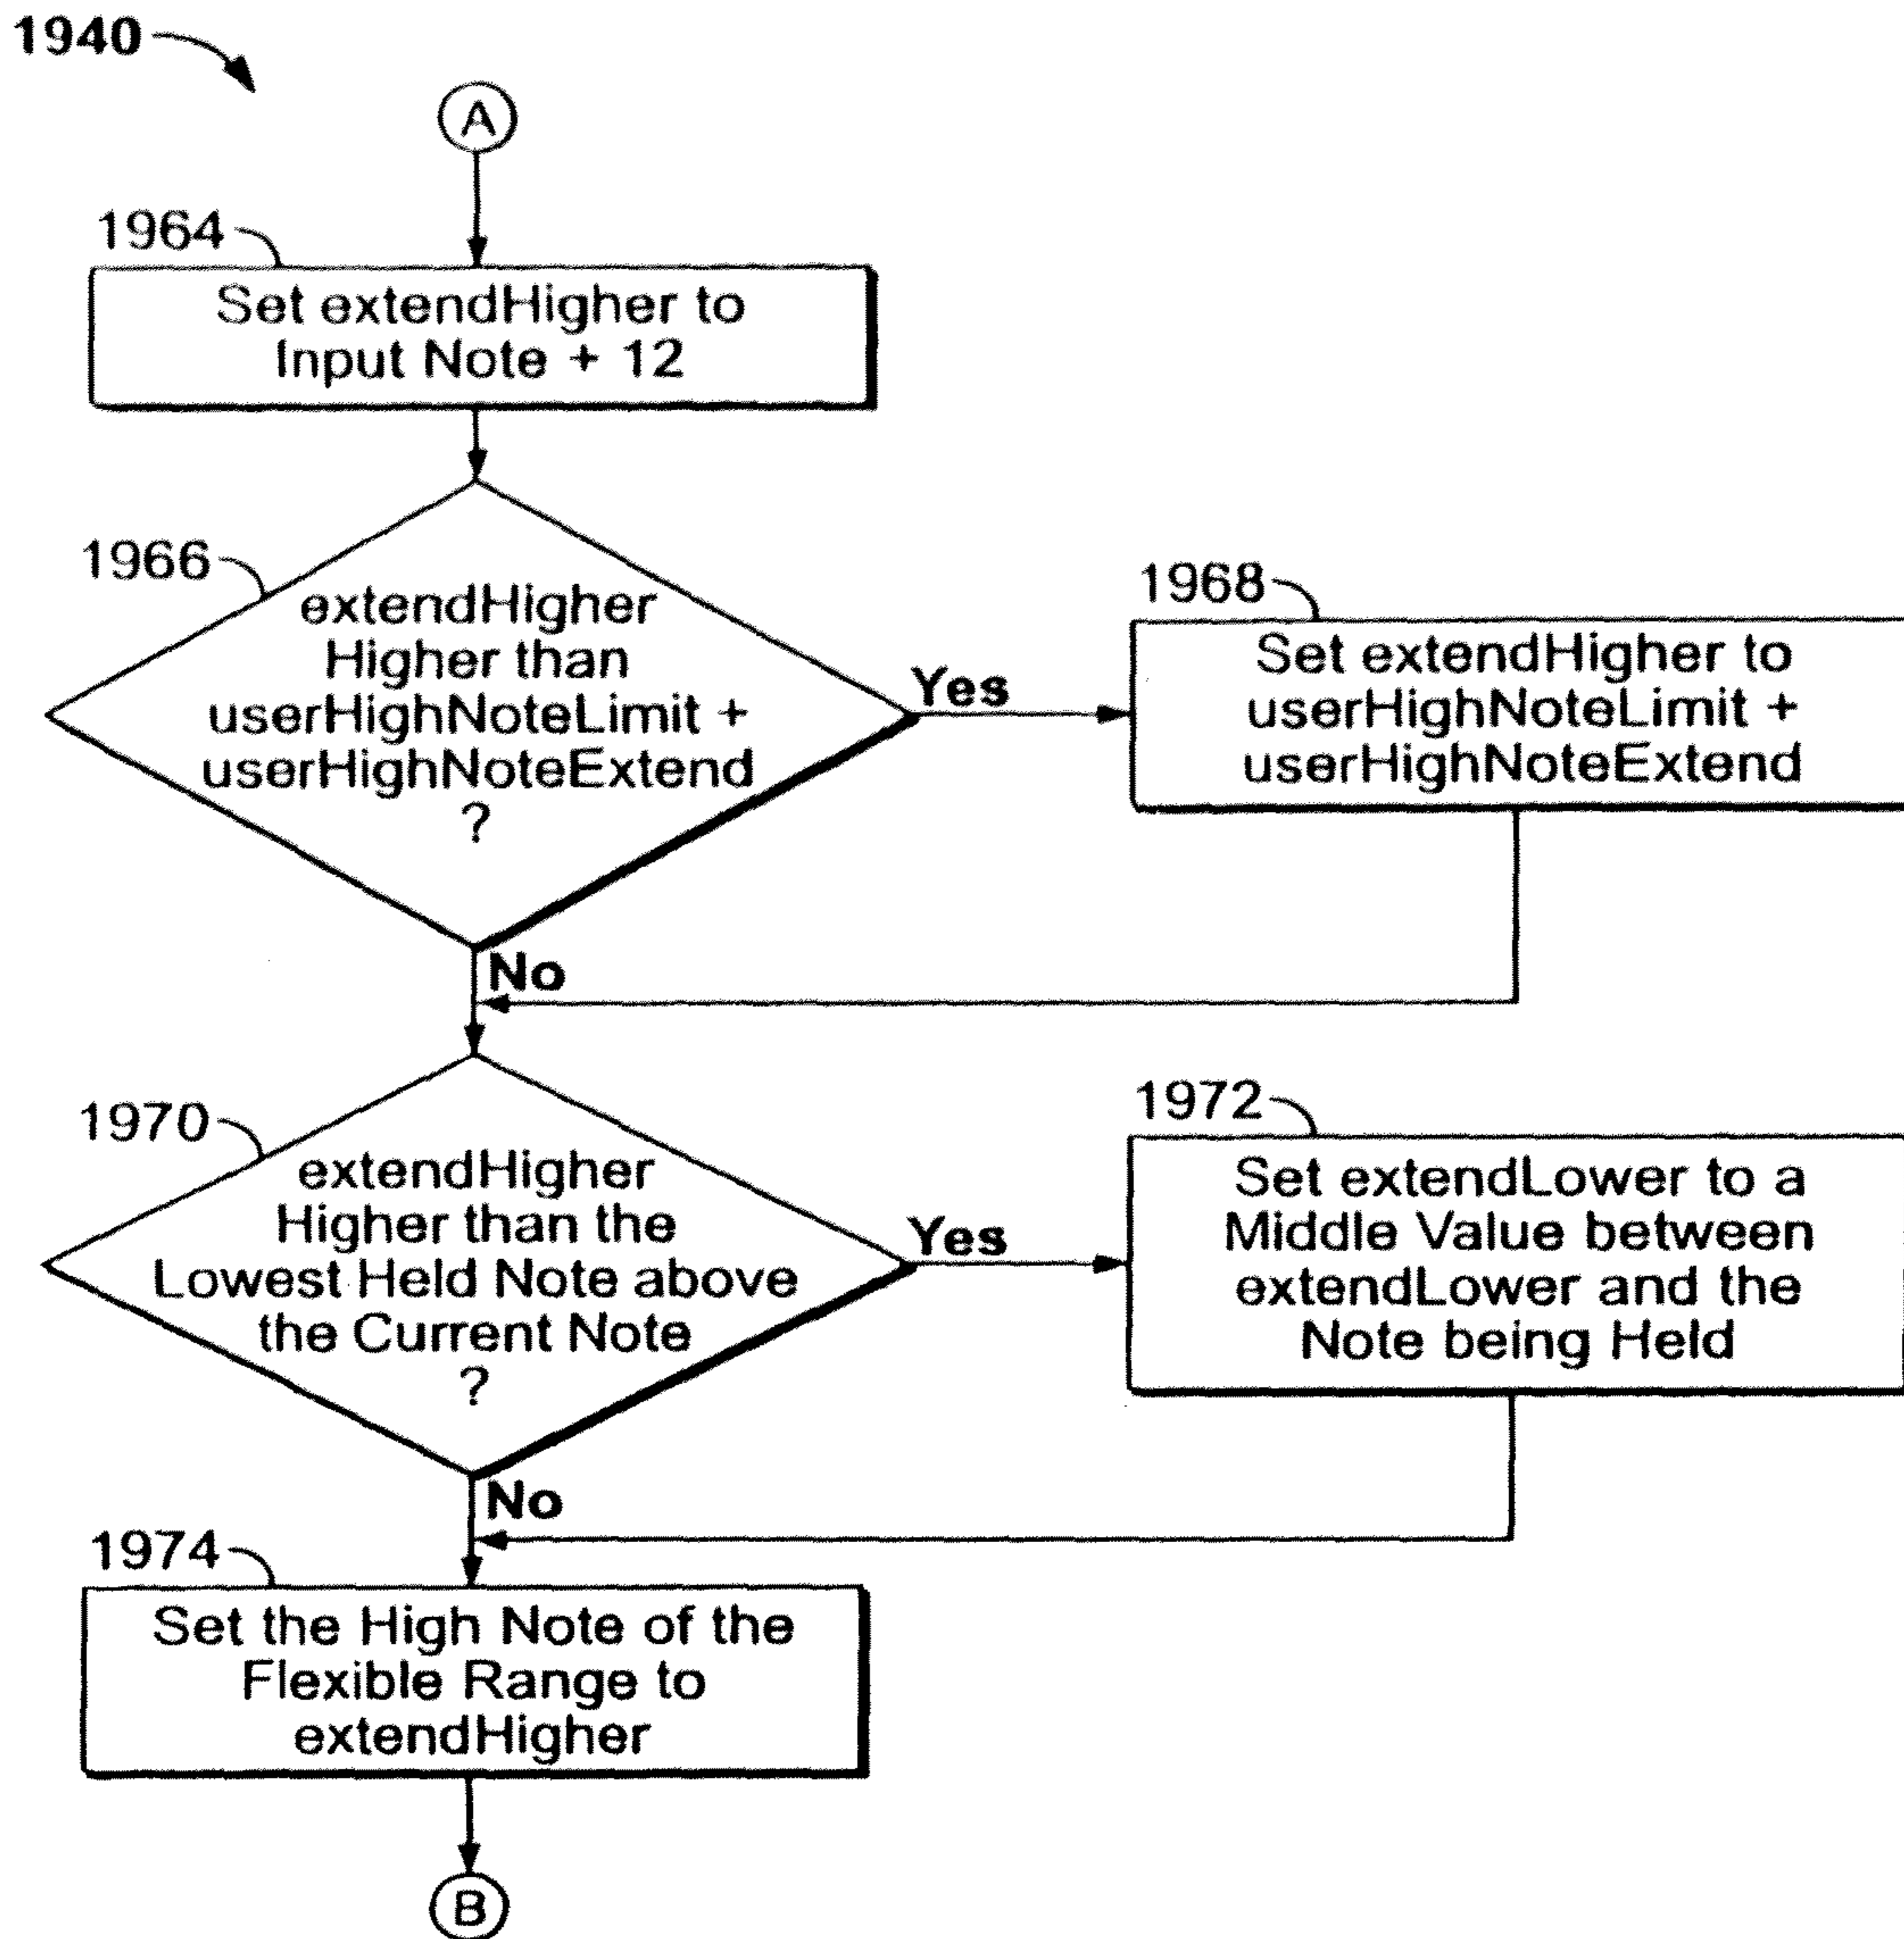 1940
A
1964
Set extendHigher to
Input Note + 12
1966
extendHigher
Higher than
userHighNoteLimit +
userHighNoteExtend
?
Yes
1968
Set extendHigher to
userHighNoteLimit +
userHighNoteExtend
No
1970
extendHigher
Higher than the
Lowest Held Note above
the Current Note
?
Yes
1972
Set extendLower to a
Middle Value between
extendLower and the
Note being Held
No
1974
Set the High Note of the
Flexible Range to
extendHigher
B